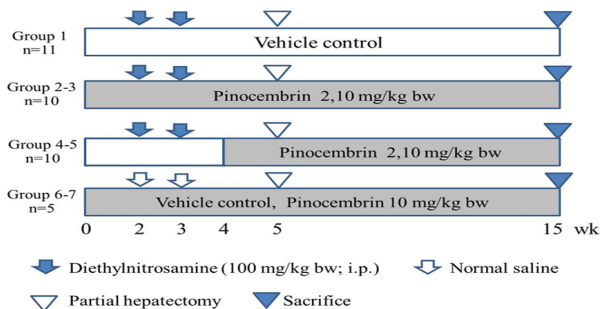 Group 1
n=11
Vehicle control
Group 2-3
n=10
Pinocembrin 2,10 mg/kg bw
Group 4-5
n=10
Pinocembrin 2,10 mg/kg bw
Group 6-7
n=5
Vehicle control, Pinocembrin 10 mg/kg bw
0 2 3 4 5 15 wk
Diethylnitrosamine (100 mg/kg bw; i.p.) Normal saline
Partial hepatectomy Sacrifice